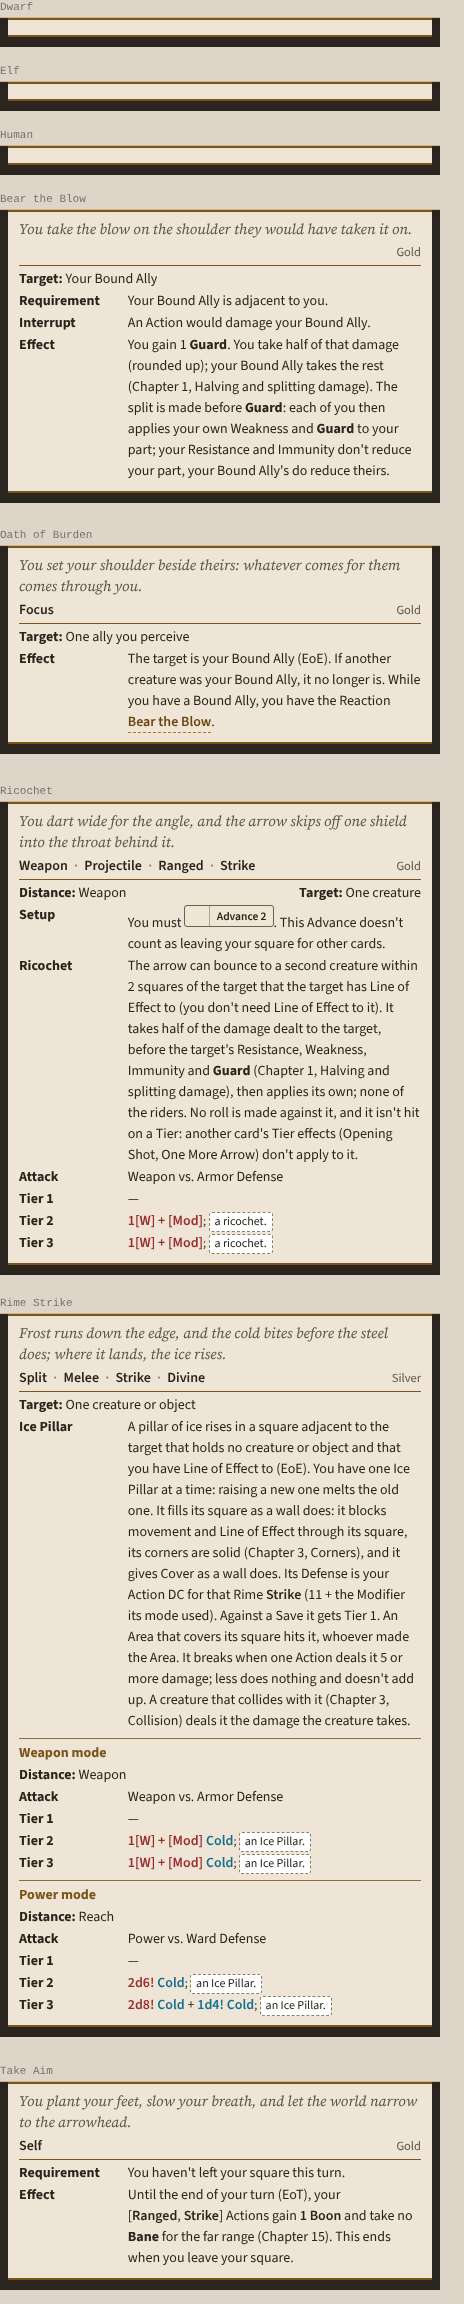 Dwarf
Elf
Human
Bear the Blow
You take the blow on the shoulder they would have taken it on.
Gold
Target: Your Bound Ally
Requirement Your Bound Ally is adjacent to you.
Interrupt An Action would damage your Bound Ally.
Effect You gain 1 Guard. You take half of that damage
(rounded up); your Bound Ally takes the rest
(Chapter 1, Halving and splitting damage). The
split is made before Guard: each of you then
applies your own Weakness and Guard to your
part; your Resistance and Immunity don't reduce
your part, your Bound Ally's do reduce theirs.
Oath of Burden
You set your shoulder beside theirs: whatever comes for them
comes through you.
Focus Gold
Target: One ally you perceive
Effect The target is your Bound Ally (EoE). If another
creature was your Bound Ally, it no longer is. While
you have a Bound Ally, you have the Reaction
Bear the Blow.
Ricochet
You dart wide for the angle, and the arrow skips off one shield
into the throat behind it.
Weapon · Projectile · Ranged · Strike Gold
Distance: Weapon Target: One creature
Setup You must Advance 2. This Advance doesn't
count as leaving your square for other cards.
Ricochet The arrow can bounce to a second creature within
2 squares of the target that the target has Line of
Effect to (you don't need Line of Effect to it). It
takes half of the damage dealt to the target,
before the target's Resistance, Weakness,
Immunity and Guard (Chapter 1, Halving and
splitting damage), then applies its own; none of
the riders. No roll is made against it, and it isn't hit
on a Tier: another card's Tier effects (Opening
Shot, One More Arrow) don't apply to it.
Attack Weapon vs. Armor Defense
Tier 1 —
Tier 2 1[W] + [Mod]; a ricochet.
Tier 3 1[W] + [Mod]; a ricochet.
Rime Strike
Frost runs down the edge, and the cold bites before the steel
does; where it lands, the ice rises.
Split · Melee · Strike · Divine Silver
Target: One creature or object
Ice Pillar A pillar of ice rises in a square adjacent to the
target that holds no creature or object and that
you have Line of Effect to (EoE). You have one Ice
Pillar at a time: raising a new one melts the old
one. It fills its square as a wall does: it blocks
movement and Line of Effect through its square,
its corners are solid (Chapter 3, Corners), and it
gives Cover as a wall does. Its Defense is your
Action DC for that Rime Strike (11 + the Modifier
its mode used). Against a Save it gets Tier 1. An
Area that covers its square hits it, whoever made
the Area. It breaks when one Action deals it 5 or
more damage; less does nothing and doesn't add
up. A creature that collides with it (Chapter 3,
Collision) deals it the damage the creature takes.
Weapon mode
Distance: Weapon
Attack Weapon vs. Armor Defense
Tier 1 —
Tier 2 1[W] + [Mod] Cold; an Ice Pillar.
Tier 3 1[W] + [Mod] Cold; an Ice Pillar.
Power mode
Distance: Reach
Attack Power vs. Ward Defense
Tier 1 —
Tier 2 2d6! Cold; an Ice Pillar.
Tier 3 2d8! Cold + 1d4! Cold; an Ice Pillar.
Take Aim
You plant your feet, slow your breath, and let the world narrow
to the arrowhead.
Self Gold
Requirement You haven't left your square this turn.
Effect Until the end of your turn (EoT), your
[Ranged, Strike] Actions gain 1 Boon and take no
Bane for the far range (Chapter 15). This ends
when you leave your square.